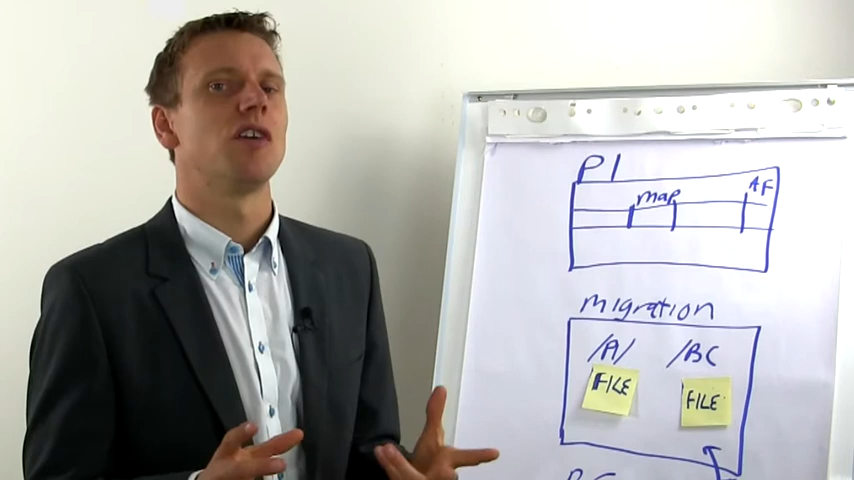 PI
map AF
migration
/A/ /BC
FILE FILE